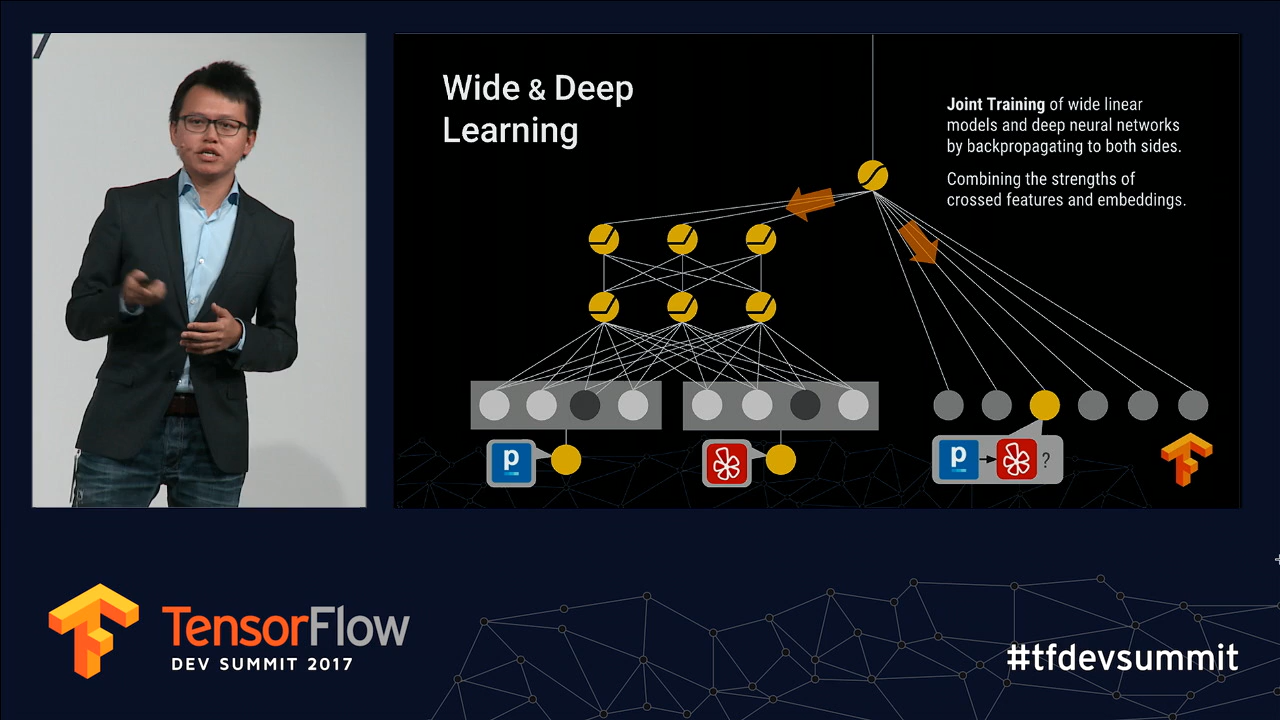 Wide & Deep
Learning
Joint Training of wide linear
models and deep neural networks
by backpropagating to both sides.
Combining the strengths of
crossed features and embeddings.
p
p
?
TensorFlow
DEV SUMMIT 2017
#tfdevsummit